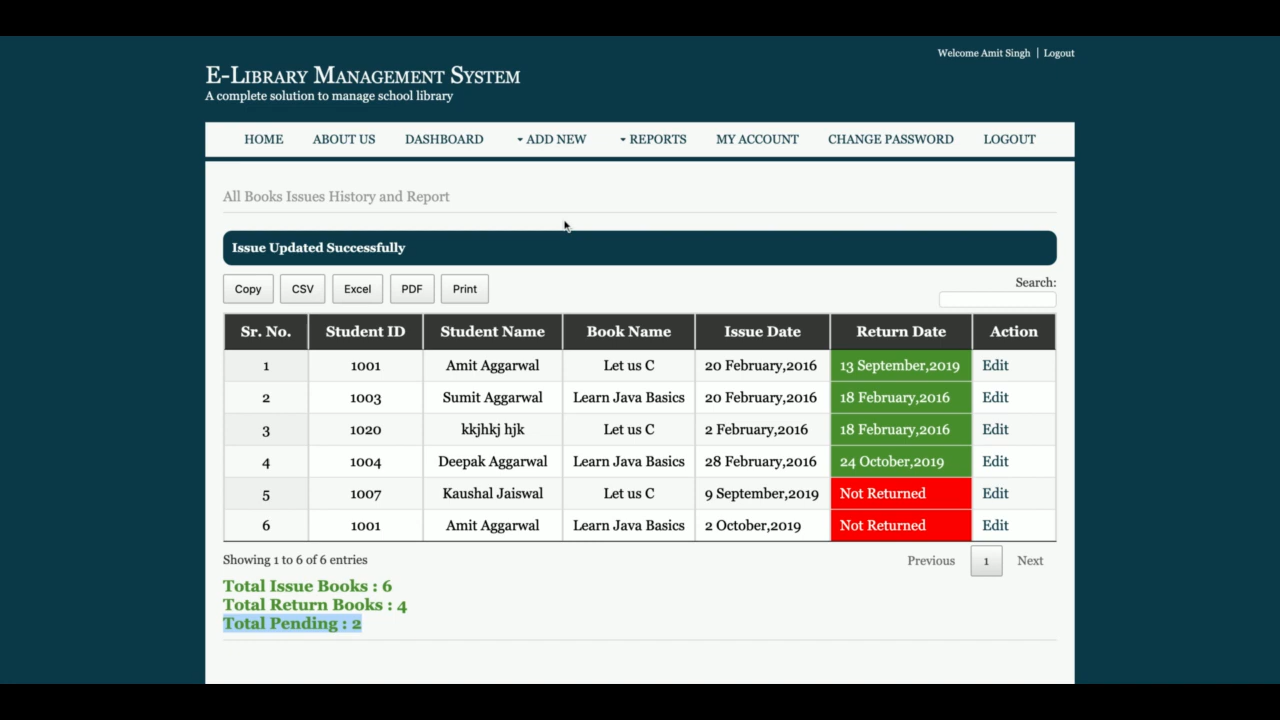 Welcome Amit Singh | Logout
E-Library Management System
A complete solution to manage school library
HOME ABOUT US DASHBOARD ADD NEW REPORTS MY ACCOUNT CHANGE PASSWORD LOGOUT
All Books Issues History and Report
Issue Updated Successfully
Copy CSV Excel PDF Print Search:
Sr. No. Student ID Student Name Book Name Issue Date Return Date Action
1 1001 Amit Aggarwal Let us C 20 February,2016 13 September,2019 Edit
2 1003 Sumit Aggarwal Learn Java Basics 20 February,2016 18 February,2016 Edit
3 1020 kkjhkj hjk Let us C 2 February,2016 18 February,2016 Edit
4 1004 Deepak Aggarwal Learn Java Basics 28 February,2016 24 October,2019 Edit
5 1007 Kaushal Jaiswal Let us C 9 September,2019 Not Returned Edit
6 1001 Amit Aggarwal Learn Java Basics 2 October,2019 Not Returned Edit
Showing 1 to 6 of 6 entries Previous 1 Next
Total Issue Books : 6
Total Return Books : 4
Total Pending : 2